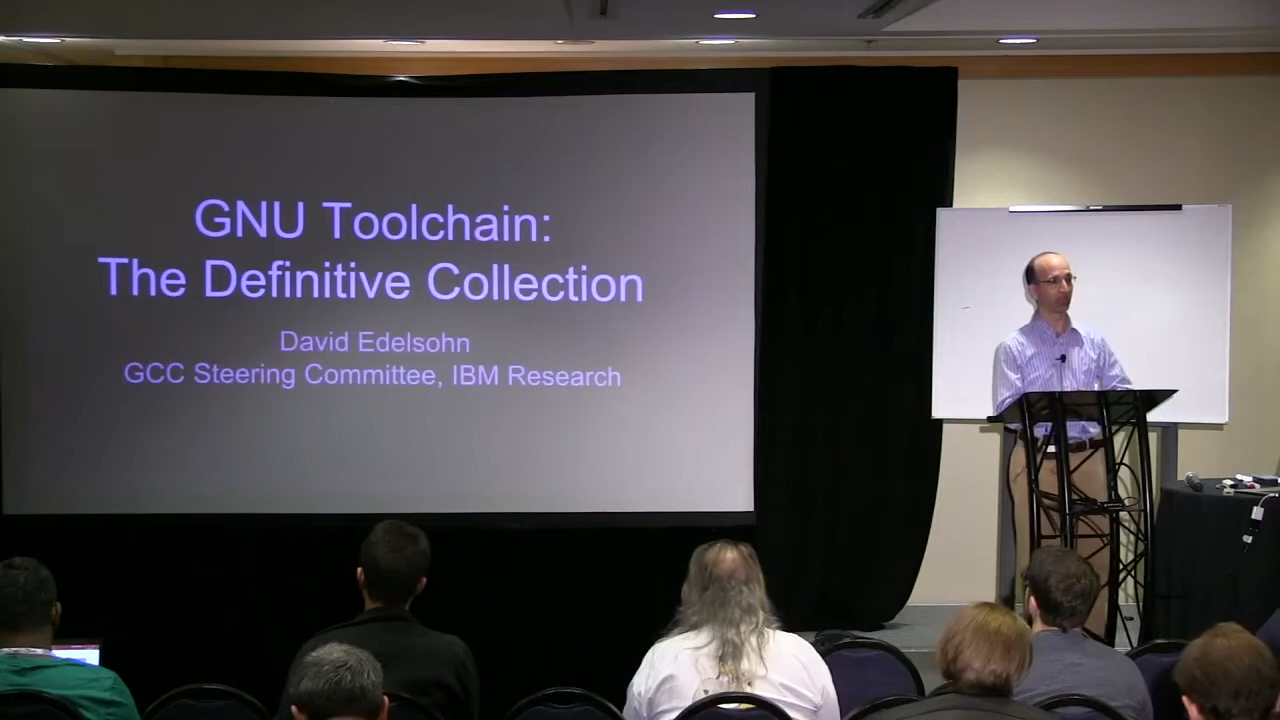 GNU Toolchain:
The Definitive Collection
David Edelsohn
GCC Steering Committee, IBM Research